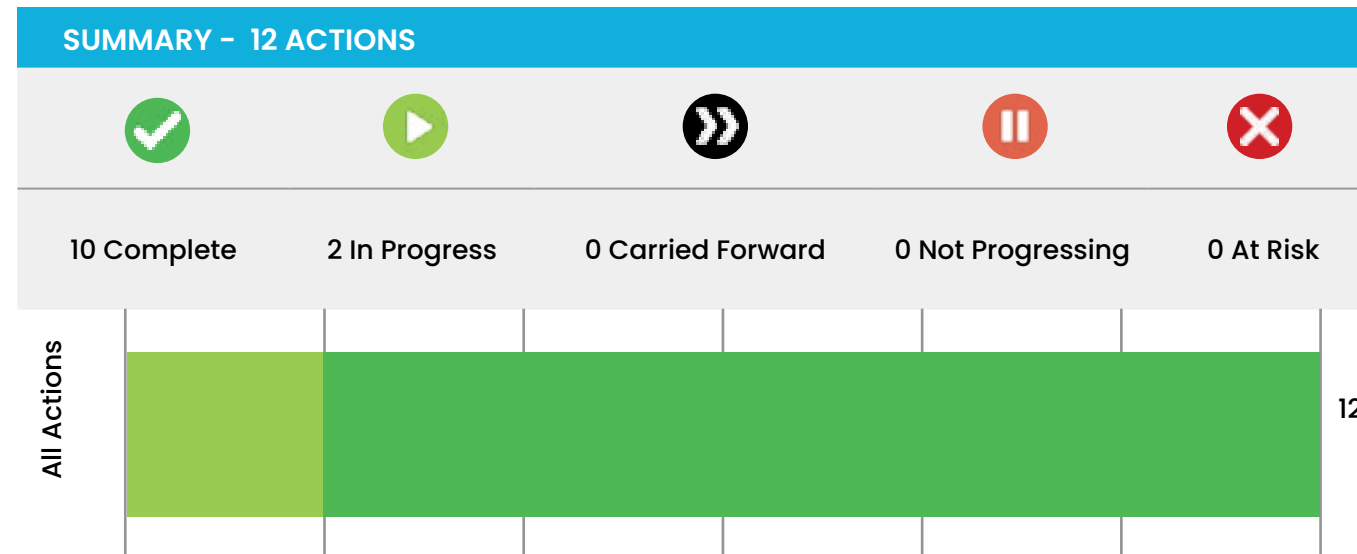 SUMMARY - 12 ACTIONS
10 Complete
2 In Progress
0 Carried Forward
0 Not Progressing
0 At Risk
All Actions
12